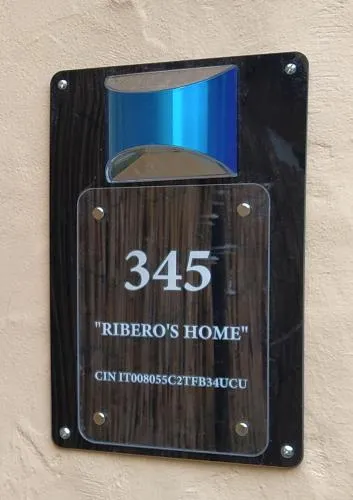 345
"RIBERO'S HOME"
CIN IT008055C2TFB34UCU